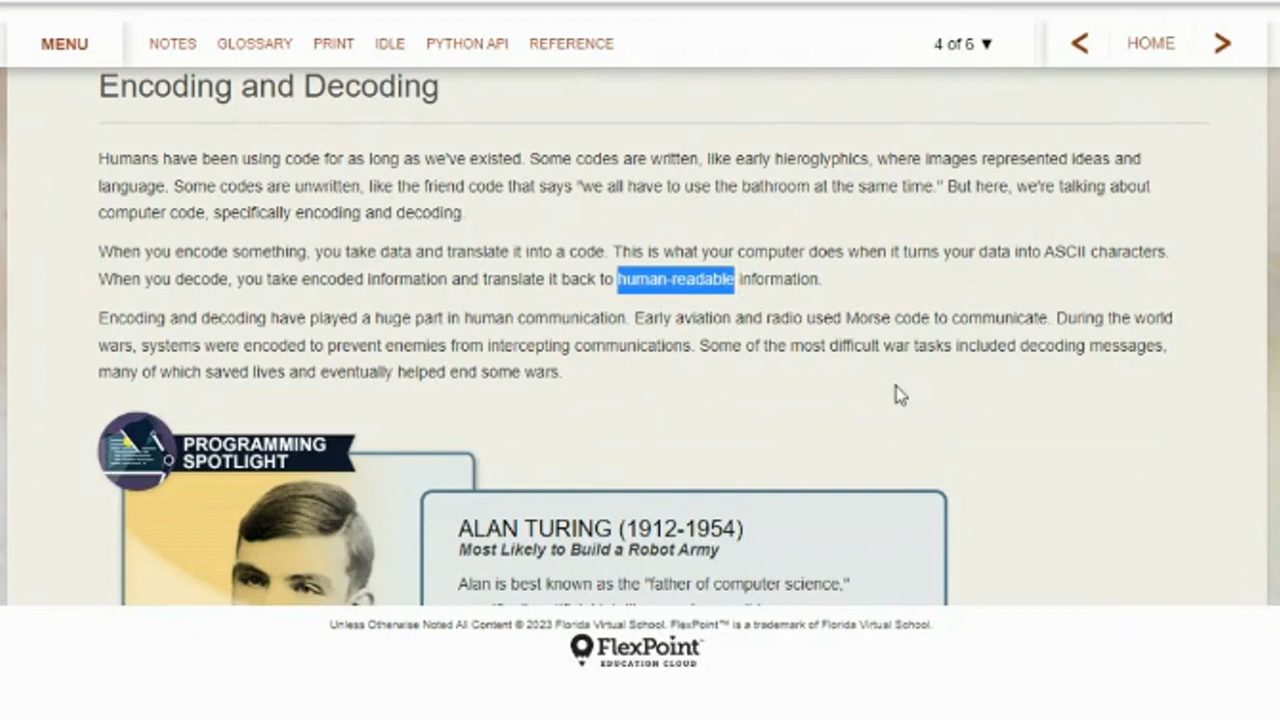 MENU NOTES GLOSSARY PRINT IDLE PYTHON API REFERENCE 4 of 6 ▼ < HOME >
Encoding and Decoding
Humans have been using code for as long as we've existed. Some codes are written, like early hieroglyphics, where images represented ideas and
language. Some codes are unwritten, like the friend code that says "we all have to use the bathroom at the same time." But here, we're talking about
computer code, specifically encoding and decoding.
When you encode something, you take data and translate it into a code. This is what your computer does when it turns your data into ASCII characters.
When you decode, you take encoded information and translate it back to human-readable information.
Encoding and decoding have played a huge part in human communication. Early aviation and radio used Morse code to communicate. During the world
wars, systems were encoded to prevent enemies from intercepting communications. Some of the most difficult war tasks included decoding messages,
many of which saved lives and eventually helped end some wars.
PROGRAMMING
SPOTLIGHT
ALAN TURING (1912-1954)
Most Likely to Build a Robot Army
Alan is best known as the "father of computer science,"
Unless Otherwise Noted All Content © 2023 Florida Virtual School. FlexPoint™ is a trademark of Florida Virtual School.
FlexPoint™
EDUCATION CLOUD